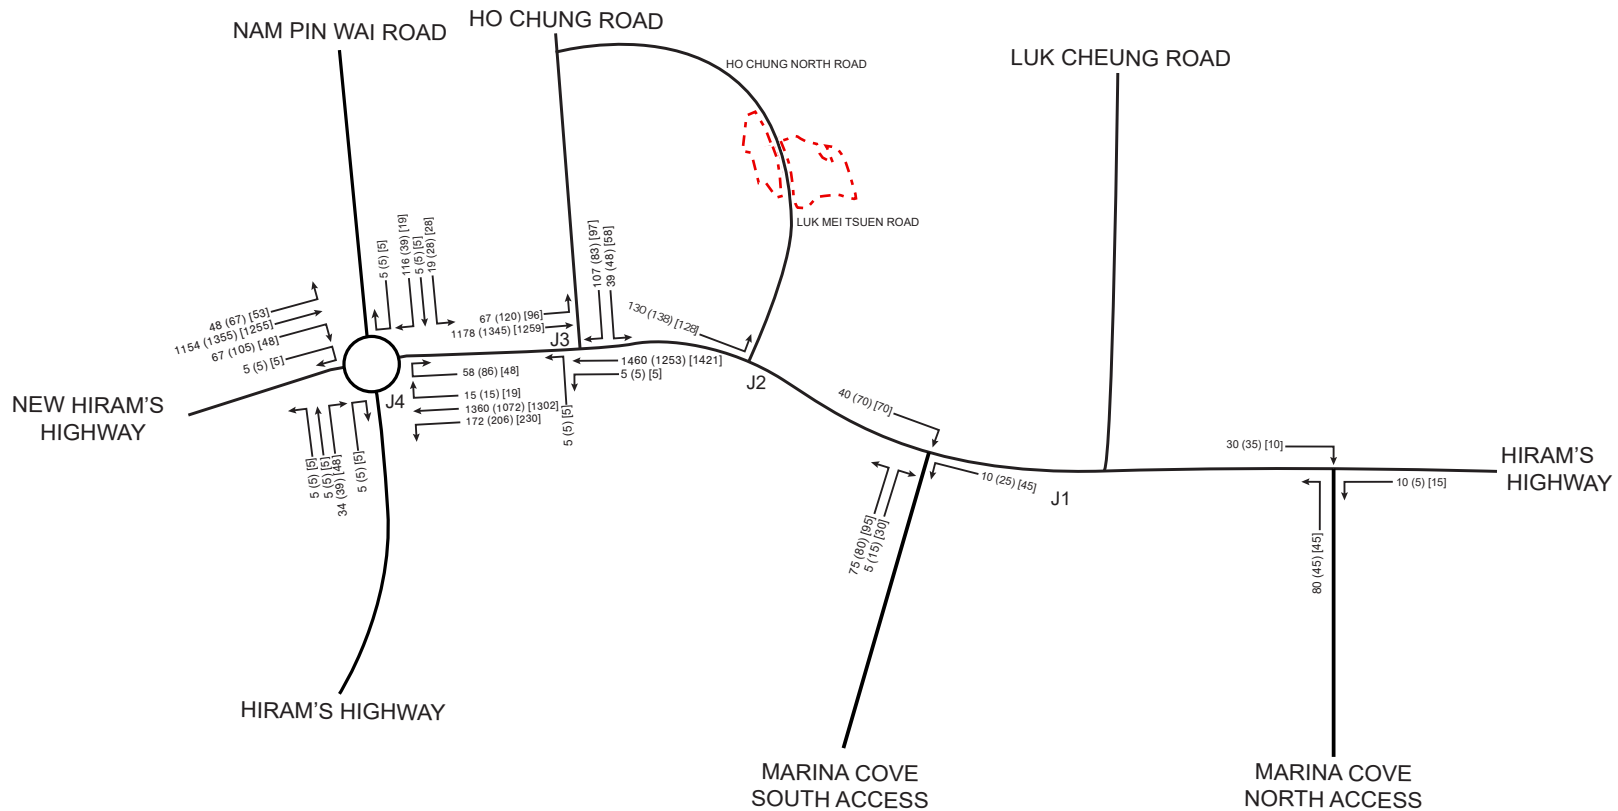 NAM PIN WAI ROAD
HO CHUNG ROAD
LUK CHEUNG ROAD
HO CHUNG NORTH ROAD
LUK MEI TSUEN ROAD
5 (5) [5]
116 (39) [19]
5 (5) [5]
19 (28) [28]
48 (67) [53]
1154 (1355) [1255]
67 (105) [48]
5 (5) [5]
67 (120) [96]
1178 (1345) [1259]
107 (83) [97]
39 (48) [58]
130 (138) [128]
J3
1460 (1253) [1421]
5 (5) [5]
5 (5) [5]
J2
58 (86) [48]
15 (15) [19]
1360 (1072) [1302]
172 (206) [230]
J4
NEW HIRAM'S
HIGHWAY
5 (5) [5]
5 (5) [5]
34 (39) [48]
5 (5) [5]
40 (70) [70]
10 (25) [45]
75 (80) [95]
5 (15) [30]
J1
30 (35) [10]
10 (5) [15]
80 (45) [45]
HIRAM'S
HIGHWAY
HIRAM'S HIGHWAY
MARINA COVE
SOUTH ACCESS
MARINA COVE
NORTH ACCESS